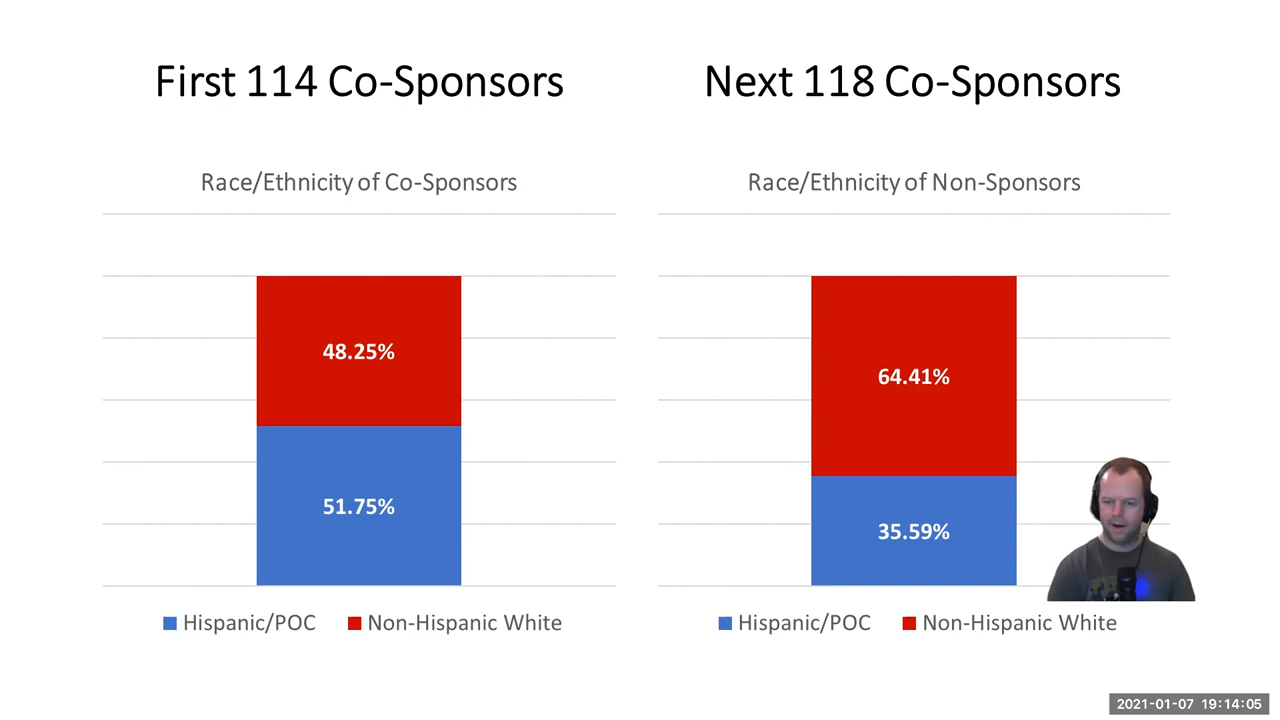 First 114 Co-Sponsors
Race/Ethnicity of Co-Sponsors
48.25%
51.75%
Hispanic/POC
Non-Hispanic White
Next 118 Co-Sponsors
Race/Ethnicity of Non-Sponsors
64.41%
35.59%
Hispanic/POC
Non-Hispanic White
2021-01-07 19:14:05